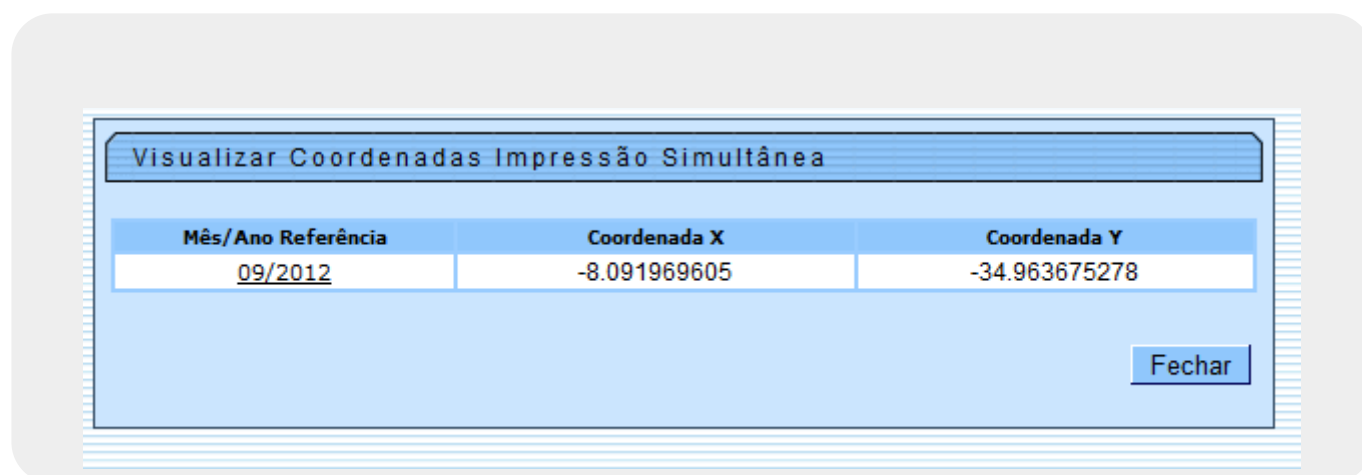 Visualizar Coordenadas Impressão Simultânea
Mês/Ano Referência Coordenada X Coordenada Y
09/2012 -8.091969605 -34.963675278
Fechar